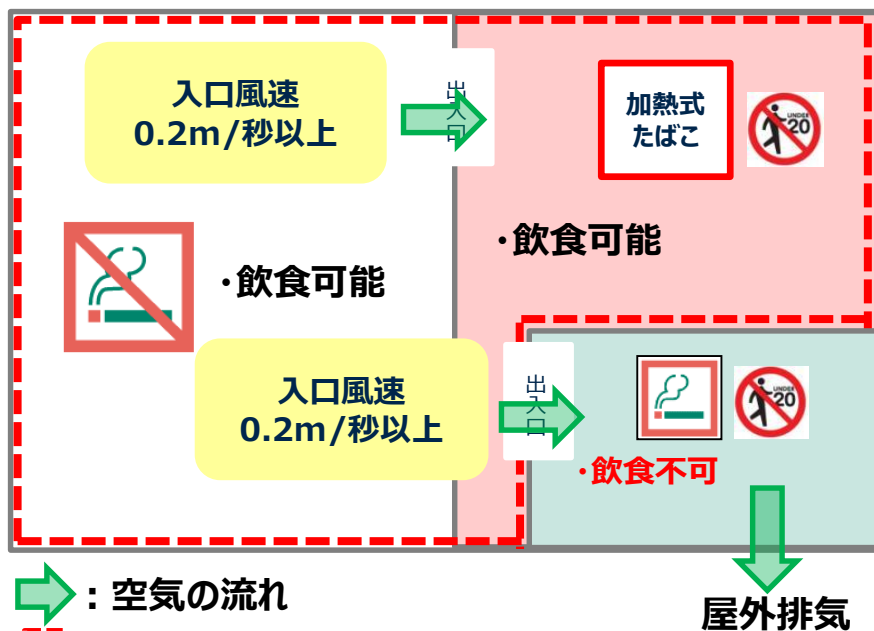 入口風速
0.2m/秒以上
出入口
加熱式
たばこ
UNDER
20
・飲食可能
・飲食可能
入口風速
0.2m/秒以上
出入口
UNDER
20
・飲食不可
：空気の流れ
屋外排気